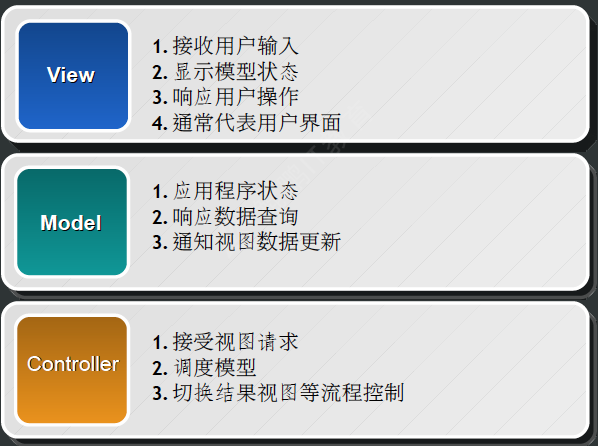 View
1. 接收用户输入
2. 显示模型状态
3. 响应用户操作
4. 通常代表用户界面
Model
1. 应用程序状态
2. 响应数据查询
3. 通知视图数据更新
Controller
1. 接受视图请求
2. 调度模型
3. 切换结果视图等流程控制